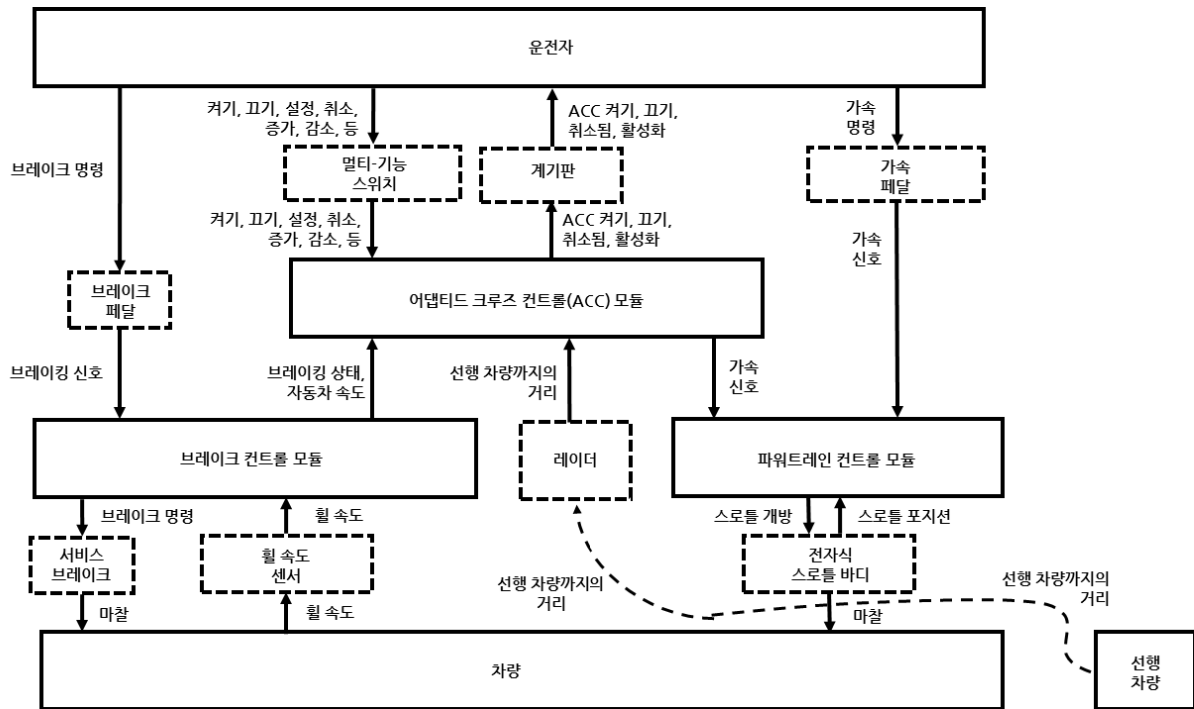 운전자
브레이크 명령
켜기, 끄기, 설정, 취소,
증가, 감소, 등
ACC 켜기, 끄기,
취소됨, 활성화
가속
명령
멀티-기능
스위치
계기판
가속
페달
켜기, 끄기, 설정, 취소,
증가, 감소, 등
ACC 켜기, 끄기,
취소됨, 활성화
가속
신호
브레이크
페달
어댑티드 크루즈 컨트롤(ACC) 모듈
브레이킹 신호
브레이킹 상태,
자동차 속도
선행 차량까지의
거리
가속
신호
브레이크 컨트롤 모듈
레이더
파워트레인 컨트롤 모듈
브레이크 명령
휠 속도
스로틀 개방
스로틀 포지션
서비스
브레이크
휠 속도
센서
전자식
스로틀 바디
선행 차량까지의
거리
선행 차량까지의
거리
마찰
휠 속도
마찰
차량
선행
차량